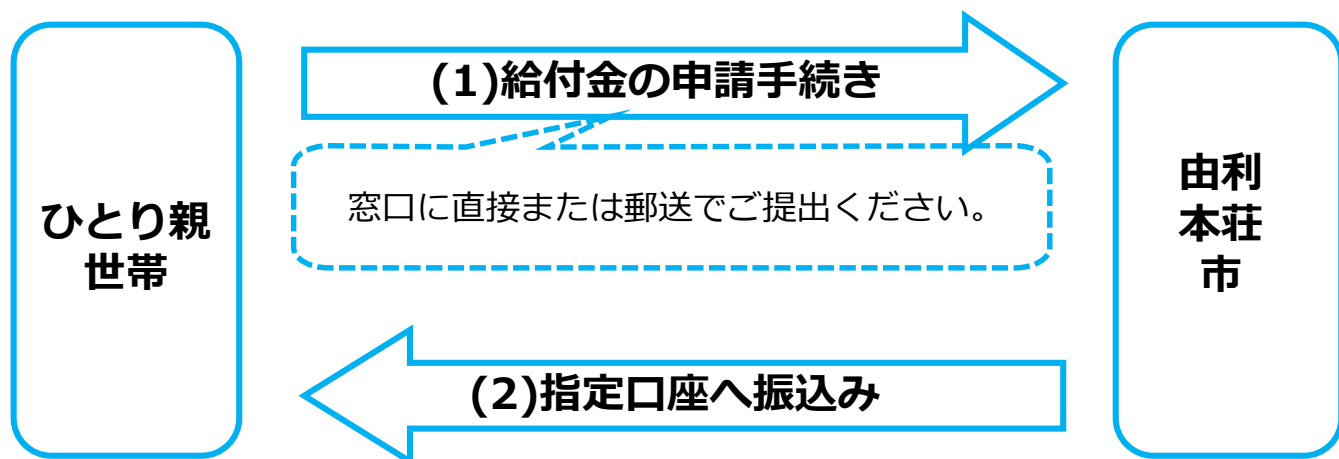 (1)給付金の申請手続き
窓口に直接または郵送でご提出ください。
ひとり親
世帯
由利
本荘
市
(2)指定口座へ振込み